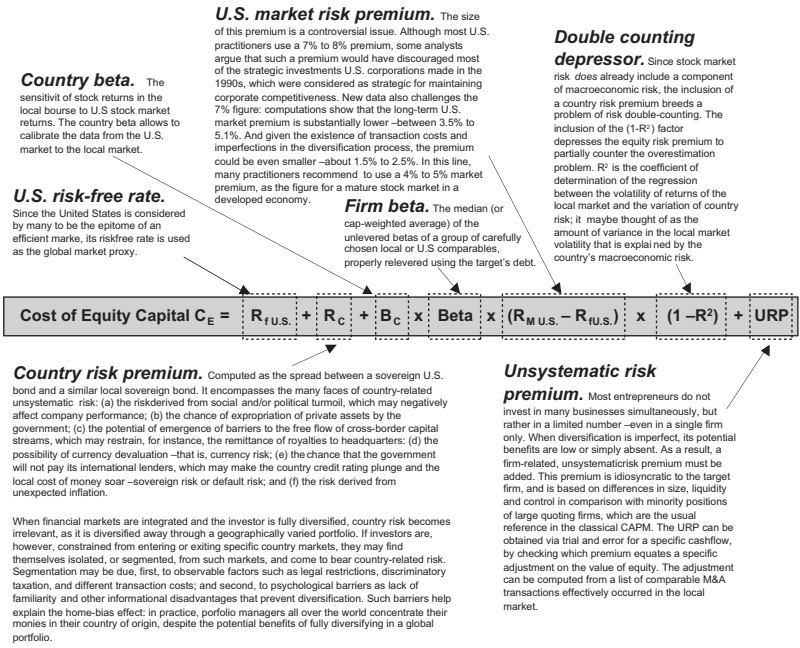 U.S. market risk premium. The size
of this premium is a controversial issue. Although most U.S.
practitioners use a 7% to 8% premium, some analysts
argue that such a premium would have discouraged most
of the strategic investments U.S. corporations made in the
1990s, which were considered as strategic for maintaining
corporate competitiveness. New data also challenges the
7% figure: computations show that the long-term U.S.
market premium is substantially lower –between 3.5% to
5.1%. And given the existence of transaction costs and
imperfections in the diversification process, the premium
could be even smaller –about 1.5% to 2.5%. In this line,
many practitioners recommend to use a 4% to 5% market
premium, as the figure for a mature stock market in a
developed economy.
Double counting
depressor. Since stock market
risk does already include a component
of macroeconomic risk, the inclusion of
a country risk premium breeds a
problem of risk double-counting. The
inclusion of the (1-R²) factor
depresses the equity risk premium to
partially counter the overestimation
problem. R² is the coefficient of
determination of the regression
between the volatility of returns of the
local market and the variation of country
risk; it maybe thought of as the
amount of variance in the local market
volatility that is explai ned by the
country's macroeconomic risk.
Country beta. The
sensitivit of stock returns in the
local bourse to U.S stock market
returns. The country beta allows to
calibrate the data from the U.S.
market to the local market.
U.S. risk-free rate.
Since the United States is considered
by many to be the epitome of an
efficient marke, its riskfree rate is used
as the global market proxy.
Firm beta. The median (or
cap-weighted average) of the
unlevered betas of a group of carefully
chosen local or U.S comparables,
properly relevered using the target's debt.
Cost of Equity Capital C E = R f U.S. + R C + B C x Beta x (R M U.S. – R fU.S.) x (1 –R²) + URP
Country risk premium. Computed as the spread between a sovereign U.S.
bond and a similar local sovereign bond. It encompasses the many faces of country-related
unsystematic risk: (a) the riskderived from social and/or political turmoil, which may negatively
affect company performance; (b) the chance of expropriation of private assets by the
government; (c) the potential of emergence of barriers to the free flow of cross-border capital
streams, which may restrain, for instance, the remittance of royalties to headquarters: (d) the
possibility of currency devaluation –that is, currency risk; (e) the chance that the government
will not pay its international lenders, which may make the country credit rating plunge and the
local cost of money soar –sovereign risk or default risk; and (f) the risk derived from
unexpected inflation.
When financial markets are integrated and the investor is fully diversified, country risk becomes
irrelevant, as it is diversified away through a geographically varied portfolio. If investors are,
however, constrained from entering or exiting specific country markets, they may find
themselves isolated, or segmented, from such markets, and come to bear country-related risk.
Segmentation may be due, first, to observable factors such as legal restrictions, discriminatory
taxation, and different transaction costs; and second, to psychological barriers as lack of
familiarity and other informational disadvantages that prevent diversification. Such barriers help
explain the home-bias effect: in practice, porfolio managers all over the world concentrate their
monies in their country of origin, despite the potential benefits of fully diversifying in a global
portfolio.
Unsystematic risk
premium. Most entrepreneurs do not
invest in many businesses simultaneously, but
rather in a limited number –even in a single firm
only. When diversification is imperfect, its potential
benefits are low or simply absent. As a result, a
firm-related, unsystematicrisk premium must be
added. This premium is idiosyncratic to the target
firm, and is based on differences in size, liquidity
and control in comparison with minority positions
of large quoting firms, which are the usual
reference in the classical CAPM. The URP can be
obtained via trial and error for a specific cashflow,
by checking which premium equates a specific
adjustment on the value of equity. The adjustment
can be computed from a list of comparable M&A
transactions effectively occurred in the local
market.